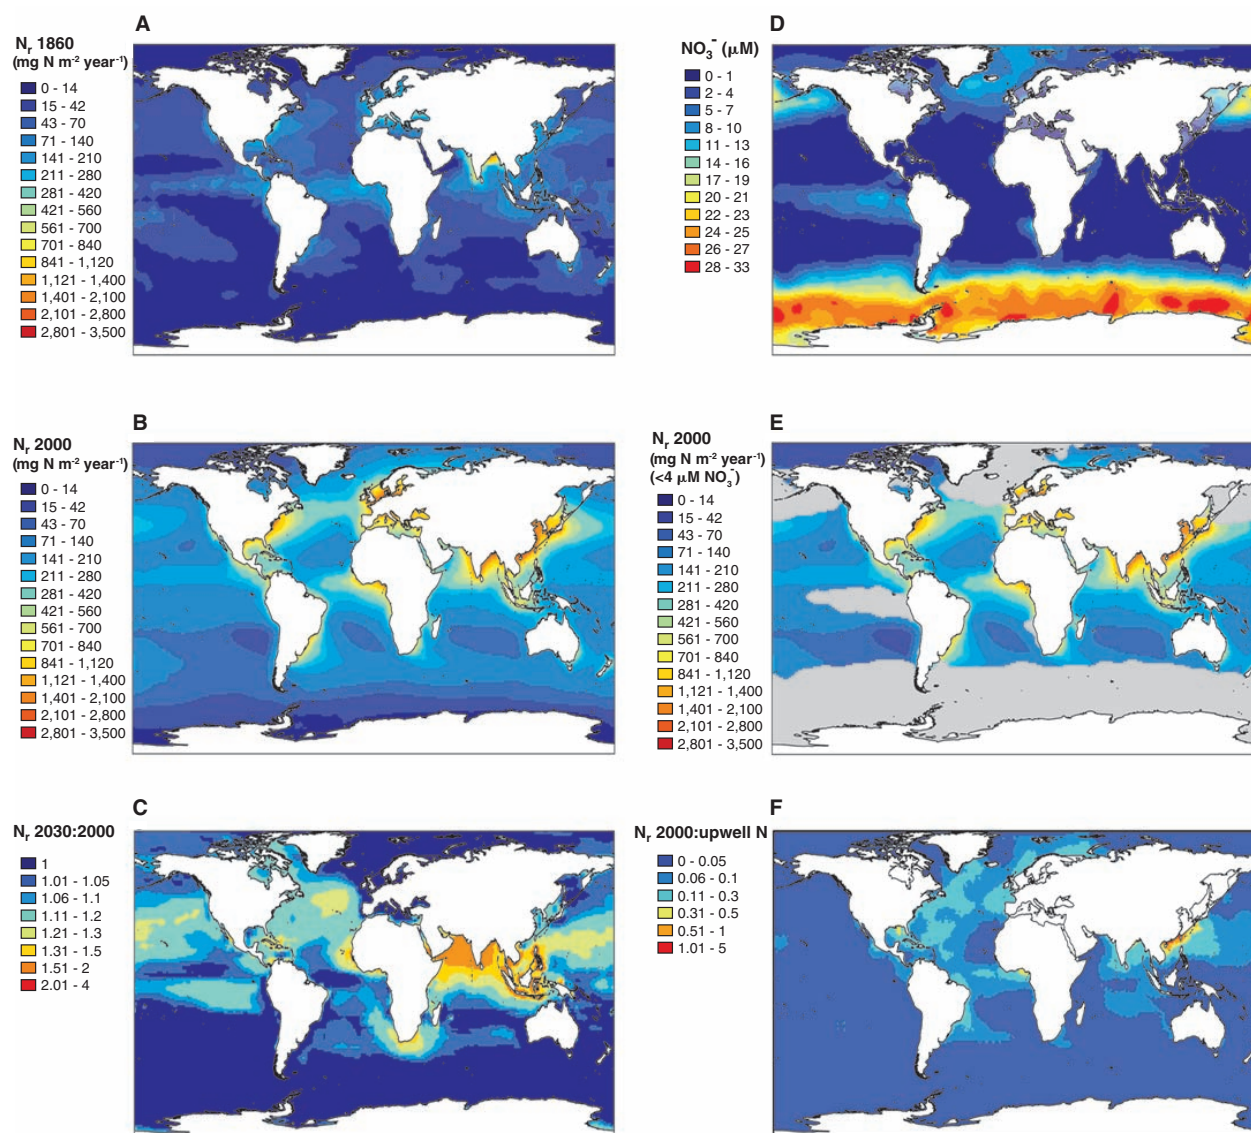 A
N_r 1860
(mg N m⁻² year⁻¹)
0 - 14
15 - 42
43 - 70
71 - 140
141 - 210
211 - 280
281 - 420
421 - 560
561 - 700
701 - 840
841 - 1,120
1,121 - 1,400
1,401 - 2,100
2,101 - 2,800
2,801 - 3,500
D
NO₃⁻ (µM)
0 - 1
2 - 4
5 - 7
8 - 10
11 - 13
14 - 16
17 - 19
20 - 21
22 - 23
24 - 25
26 - 27
28 - 33
B
N_r 2000
(mg N m⁻² year⁻¹)
0 - 14
15 - 42
43 - 70
71 - 140
141 - 210
211 - 280
281 - 420
421 - 560
561 - 700
701 - 840
841 - 1,120
1,121 - 1,400
1,401 - 2,100
2,101 - 2,800
2,801 - 3,500
E
N_r 2000
(mg N m⁻² year⁻¹)
(<4 µM NO₃⁻)
0 - 14
15 - 42
43 - 70
71 - 140
141 - 210
211 - 280
281 - 420
421 - 560
561 - 700
701 - 840
841 - 1,120
1,121 - 1,400
1,401 - 2,100
2,101 - 2,800
2,801 - 3,500
C
N_r 2030:2000
1
1.01 - 1.05
1.06 - 1.1
1.11 - 1.2
1.21 - 1.3
1.31 - 1.5
1.51 - 2
2.01 - 4
F
N_r 2000:upwell N
0 - 0.05
0.06 - 0.1
0.11 - 0.3
0.31 - 0.5
0.51 - 1
1.01 - 5